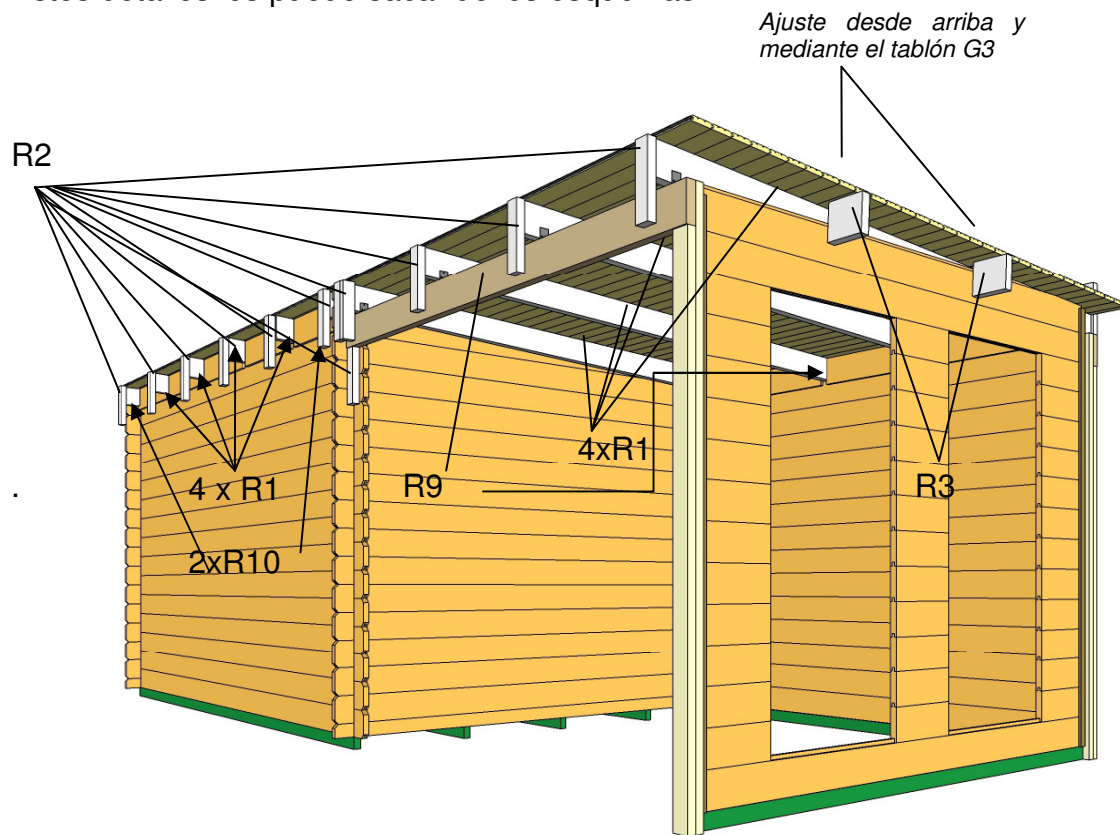 Ajuste desde arriba y
mediante el tablón G3
R2
4xR1
4 x R1
R9
R3
.
2xR10